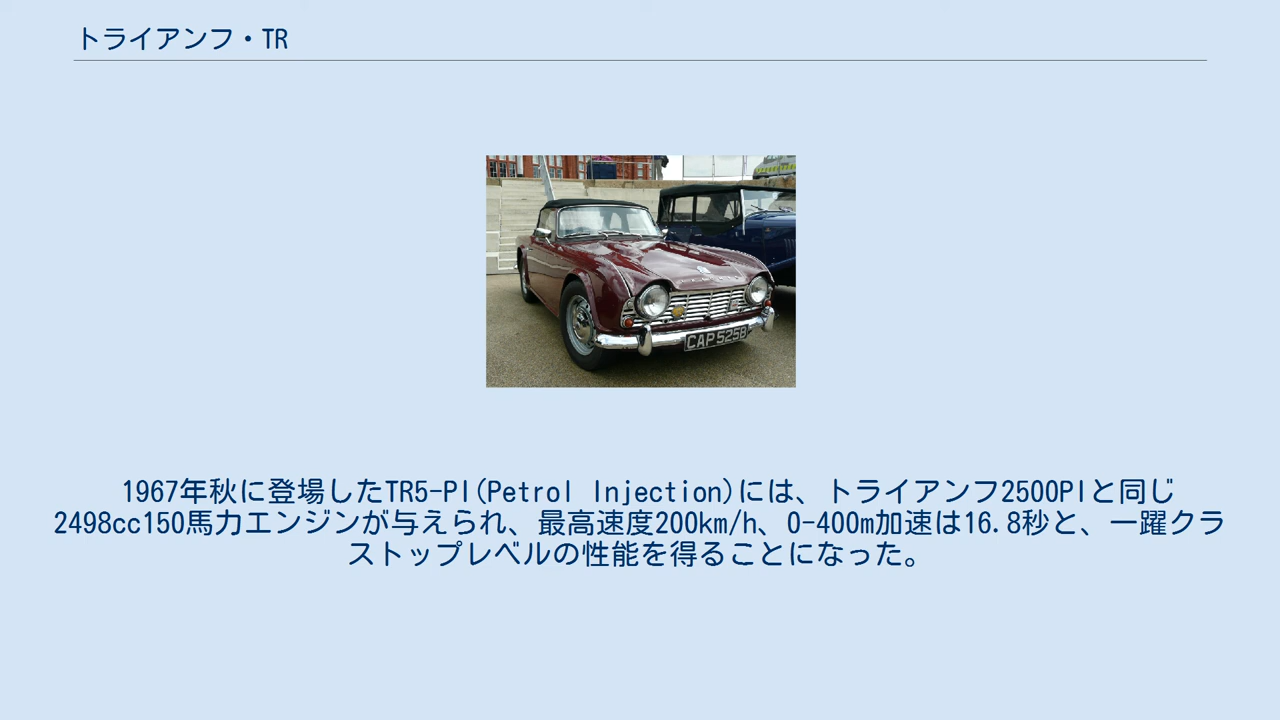 トライアンフ・TR
CAP 525B
1967年秋に登場したTR5-PI(Petrol Injection)には、トライアンフ2500PIと同じ
2498cc150馬力エンジンが与えられ、最高速度200km/h、0-400m加速は16.8秒と、一躍クラ
ストップレベルの性能を得ることになった。